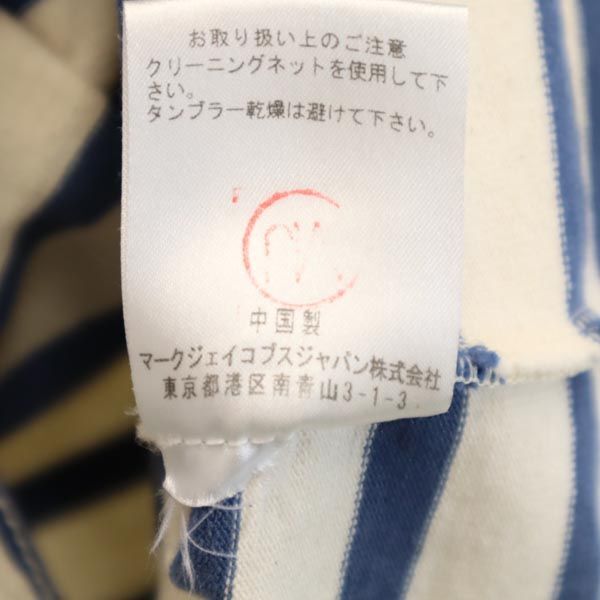 お取り扱い上のご注意
クリーニングネットを使用して下
さい。
タンブラー乾燥は避けて下さい。
中国製
マークジェイコブスジャパン株式会社
東京都港区南青山3-1-3